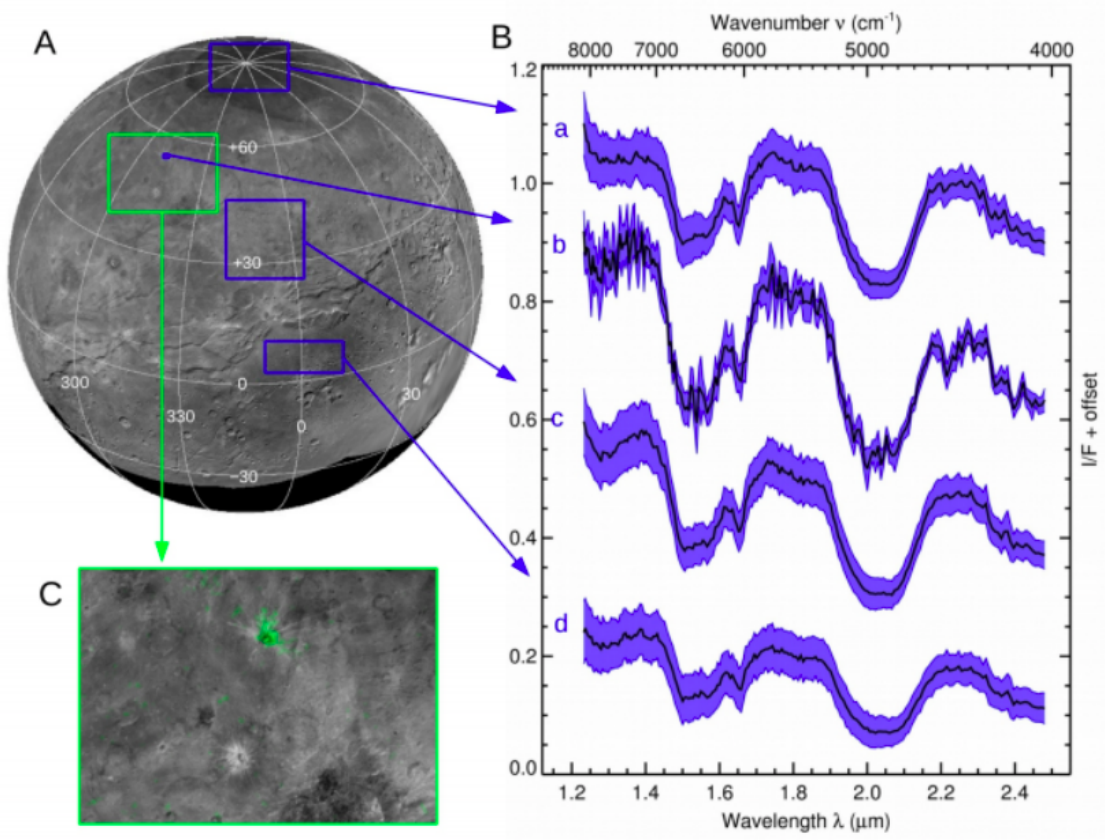 A
+60
+30
300
0
30
330
0
−30
C
B
Wavenumber ν (cm⁻¹)
8000 7000 6000 5000 4000
1.2
a
1.0
b
0.8
0.6
c
0.4
d
0.2
0.0
1.2 1.4 1.6 1.8 2.0 2.2 2.4
Wavelength λ (μm)
I/F + offset